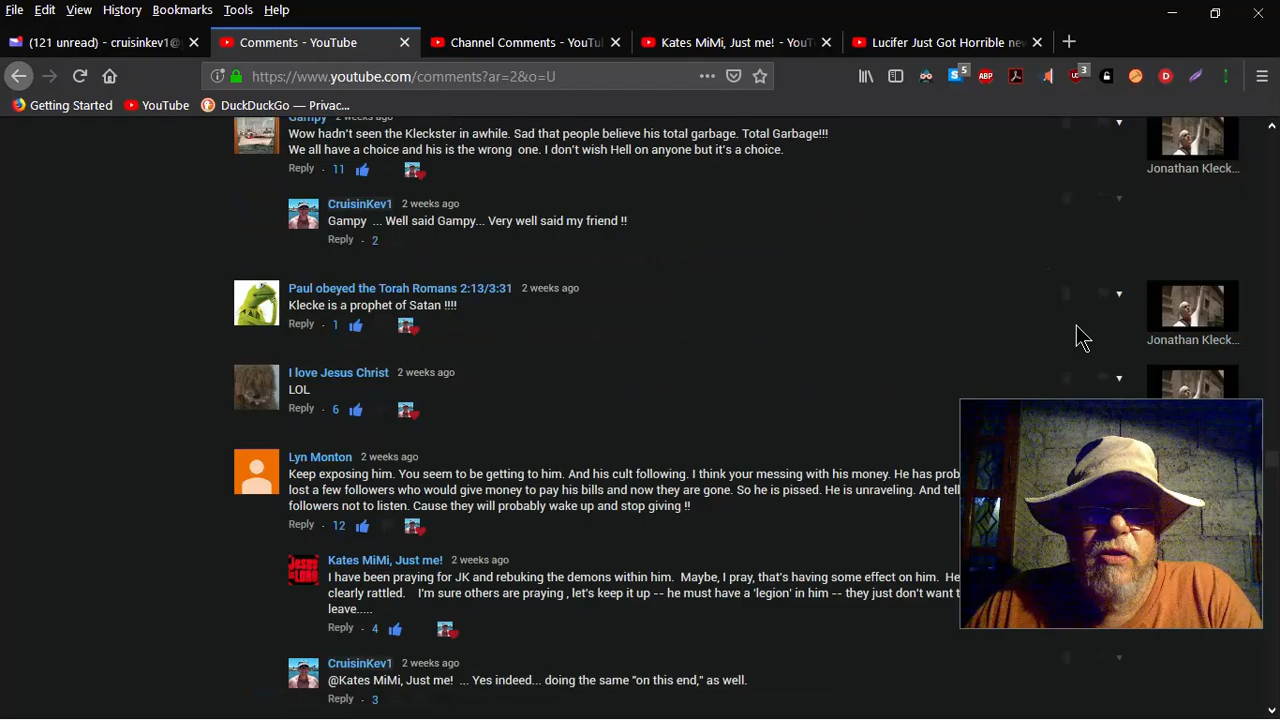 File Edit View History Bookmarks Tools Help
(121 unread) - cruisinkev1@
Comments - YouTube
Channel Comments - YouTu
Kates MiMi, Just me! - YouT
Lucifer Just Got Horrible ne
https://www.youtube.com/comments?ar=2&o=U
5
ABP
3
Getting Started YouTube DuckDuckGo — Privac...
Gampy 2 weeks ago
Wow hadn't seen the Kleckster in awhile. Sad that people believe his total garbage. Total Garbage!!!
We all have a choice and his is the wrong one. I don't wish Hell on anyone but it's a choice.
Reply · 11
Jonathan Kleck...
CruisinKev1 2 weeks ago
Gampy ... Well said Gampy... Very well said my friend !!
Reply · 2
Paul obeyed the Torah Romans 2:13/3:31 2 weeks ago
Klecke is a prophet of Satan !!!!
Reply · 1
Jonathan Kleck...
I love Jesus Christ 2 weeks ago
LOL
Reply · 6
Lyn Monton 2 weeks ago
Keep exposing him. You seem to be getting to him. And his cult following. I think your messing with his money. He has prob
lost a few followers who would give money to pay his bills and now they are gone. So he is pissed. He is unraveling. And tell
followers not to listen. Cause they will probably wake up and stop giving !!
Reply · 12
Kates MiMi, Just me! 2 weeks ago
I have been praying for JK and rebuking the demons within him. Maybe, I pray, that's having some effect on him. He
clearly rattled. I'm sure others are praying , let's keep it up -- he must have a 'legion' in him -- they just don't want t
leave.....
Reply · 4
CruisinKev1 2 weeks ago
@Kates MiMi, Just me! ... Yes indeed... doing the same "on this end," as well.
Reply · 3